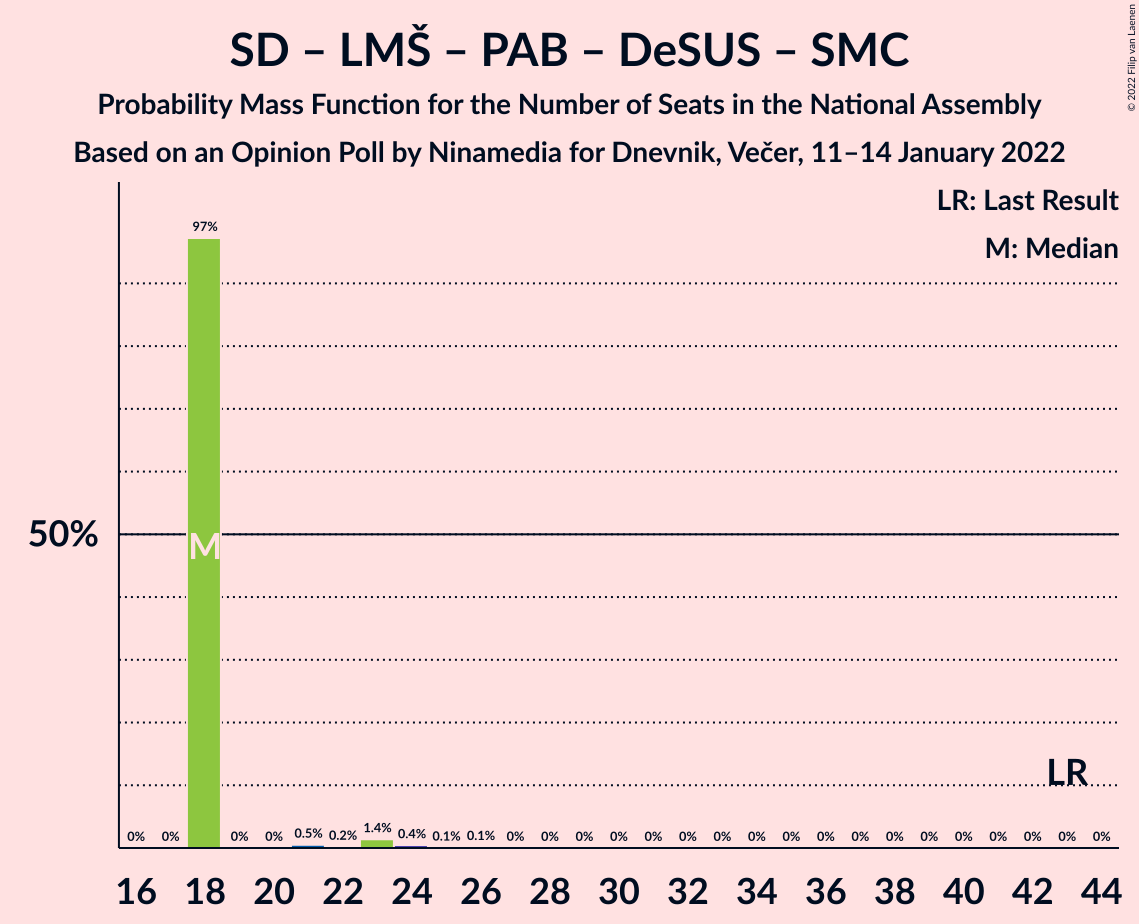 SD – LMŠ – PAB – DeSUS – SMC
Probability Mass Function for the Number of Seats in the National Assembly
Based on an Opinion Poll by Ninamedia for Dnevnik, Večer, 11–14 January 2022
© 2022 Filip van Laenen
LR: Last Result
M: Median
97%
50%
M
LR
0% 0% 0% 0% 0.5% 0.2% 1.4% 0.4% 0.1% 0.1% 0% 0% 0% 0% 0% 0% 0% 0% 0% 0% 0% 0% 0% 0% 0% 0% 0% 0%
16 18 20 22 24 26 28 30 32 34 36 38 40 42 44